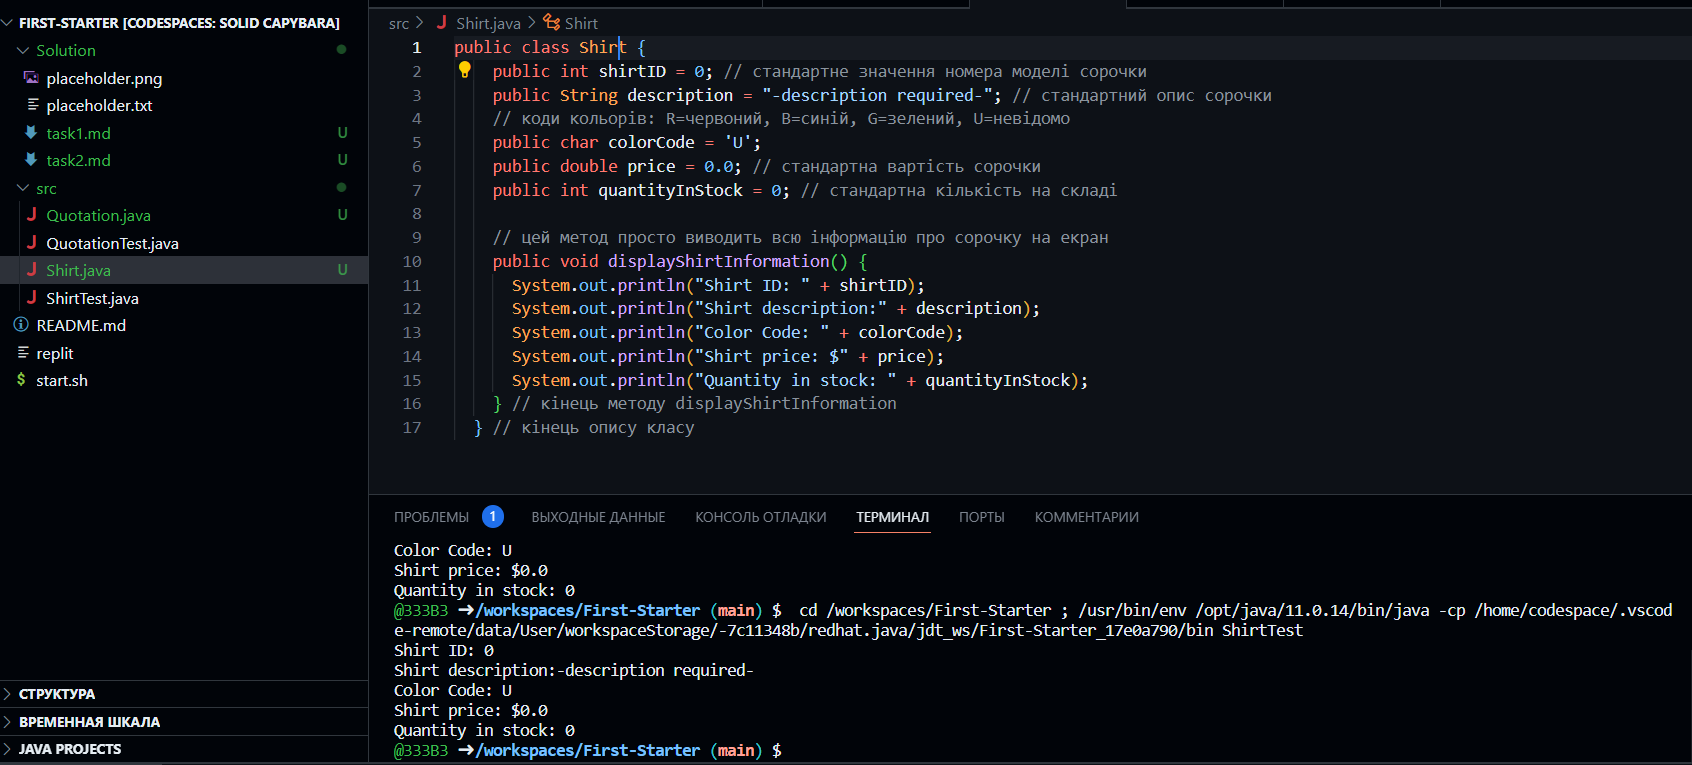 FIRST-STARTER [CODESPACES: SOLID CAPYBARA]
Solution
placeholder.png
placeholder.txt
task1.md U
task2.md U
src
Quotation.java U
QuotationTest.java
Shirt.java U
ShirtTest.java
README.md
replit
$ start.sh
СТРУКТУРА
ВРЕМЕННАЯ ШКАЛА
JAVA PROJECTS
src > J Shirt.java > Shirt
1 public class Shirt {
2 public int shirtID = 0; // стандартне значення номера моделі сорочки
3 public String description = "-description required-"; // стандартний опис сорочки
4 // коди кольорів: R=червоний, B=синій, G=зелений, U=невідомо
5 public char colorCode = 'U';
6 public double price = 0.0; // стандартна вартість сорочки
7 public int quantityInStock = 0; // стандартна кількість на складі
8
9 // цей метод просто виводить всю інформацію про сорочку на екран
10 public void displayShirtInformation() {
11 System.out.println("Shirt ID: " + shirtID);
12 System.out.println("Shirt description:" + description);
13 System.out.println("Color Code: " + colorCode);
14 System.out.println("Shirt price: $" + price);
15 System.out.println("Quantity in stock: " + quantityInStock);
16 } // кінець методу displayShirtInformation
17 } // кінець опису класу
ПРОБЛЕМЫ 1 ВЫХОДНЫЕ ДАННЫЕ КОНСОЛЬ ОТЛАДКИ ТЕРМИНАЛ ПОРТЫ КОММЕНТАРИИ
Color Code: U
Shirt price: $0.0
Quantity in stock: 0
@333B3 ➜/workspaces/First-Starter (main) $ cd /workspaces/First-Starter ; /usr/bin/env /opt/java/11.0.14/bin/java -cp /home/codespace/.vscod
e-remote/data/User/workspaceStorage/-7c11348b/redhat.java/jdt_ws/First-Starter_17e0a790/bin ShirtTest
Shirt ID: 0
Shirt description:-description required-
Color Code: U
Shirt price: $0.0
Quantity in stock: 0
@333B3 ➜/workspaces/First-Starter (main) $